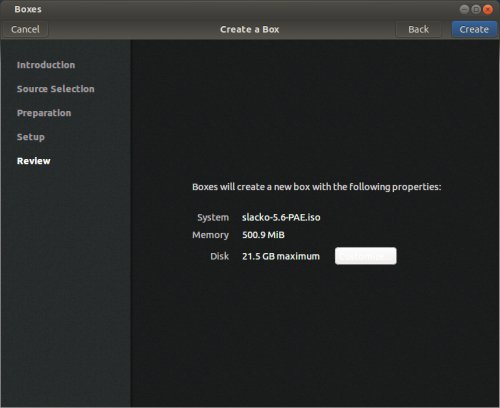 Boxes
Cancel
Create a Box
Back
Create
Introduction
Source Selection
Preparation
Setup
Review
Boxes will create a new box with the following properties:
System slacko-5.6-PAE.iso
Memory 500.9 MiB
Disk 21.5 GB maximum Customize...